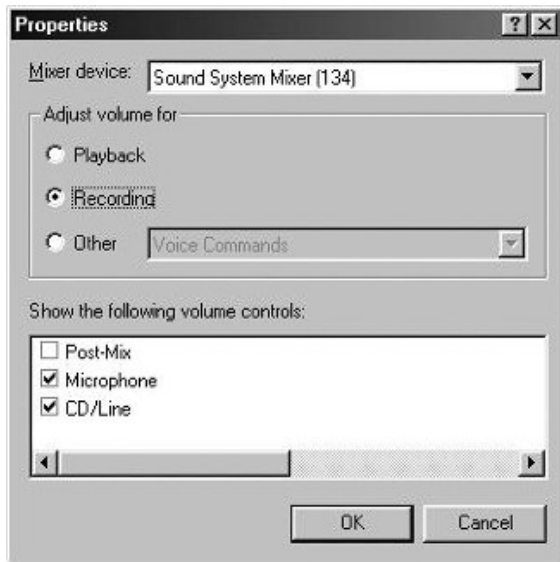 Properties
Mixer device: Sound System Mixer (134)
Adjust volume for
Playback
Recording
Other Voice Commands
Show the following volume controls:
Post-Mix
Microphone
CD/Line
OK Cancel